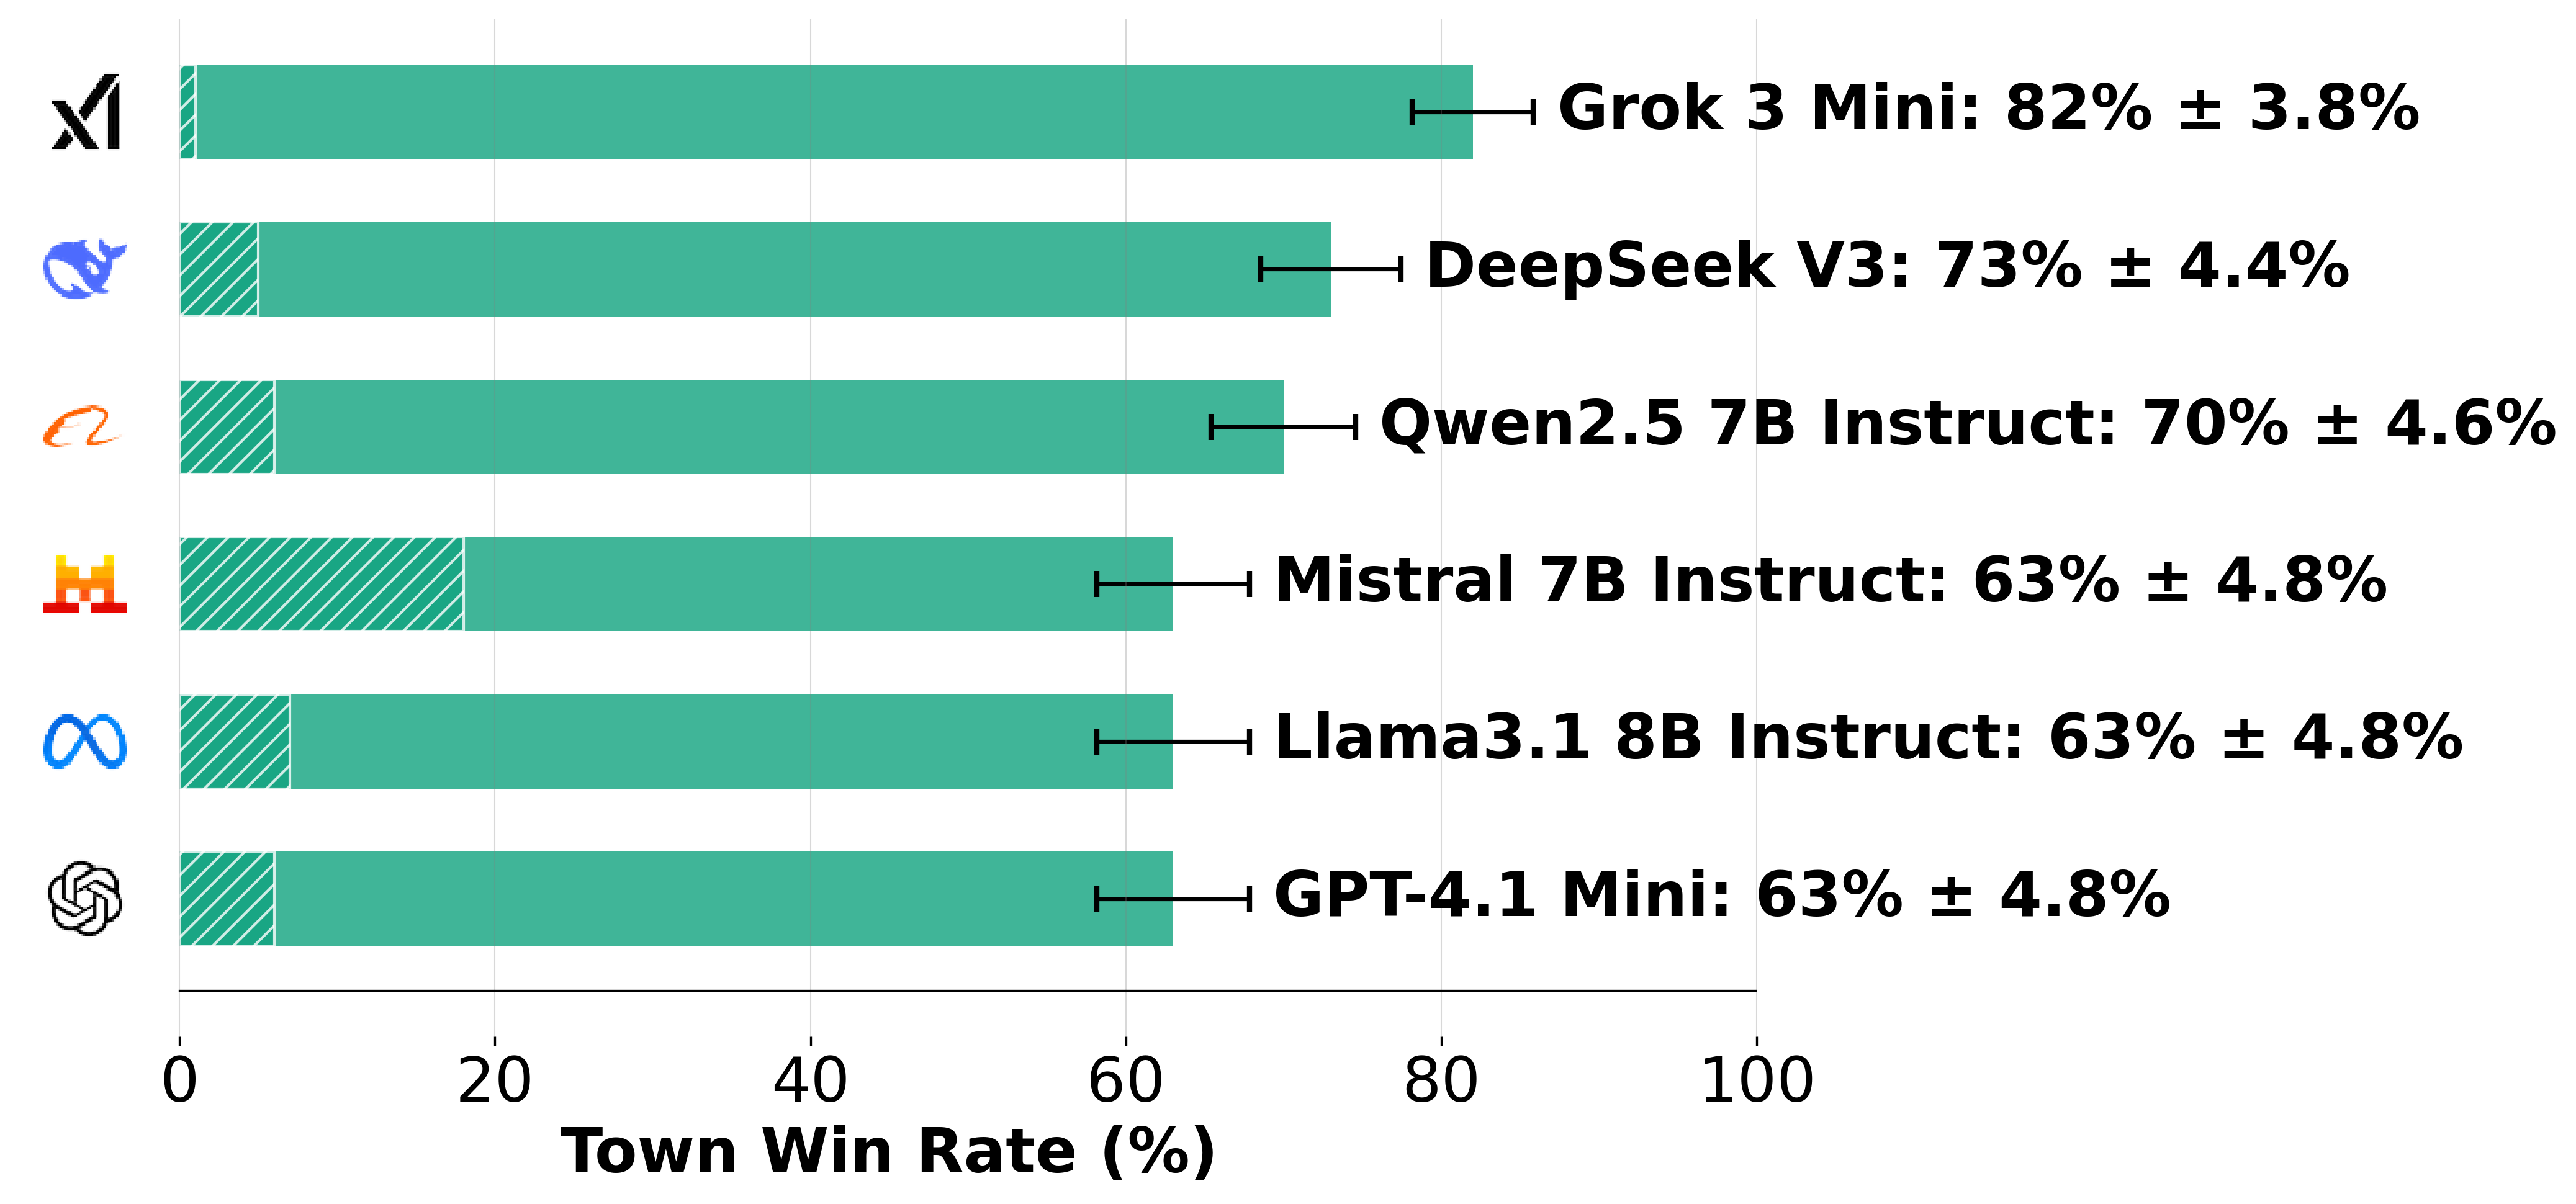 Grok 3 Mini: 82% ± 3.8%
DeepSeek V3: 73% ± 4.4%
Qwen2.5 7B Instruct: 70% ± 4.6%
Mistral 7B Instruct: 63% ± 4.8%
Llama3.1 8B Instruct: 63% ± 4.8%
GPT-4.1 Mini: 63% ± 4.8%
0 20 40 60 80 100
Town Win Rate (%)